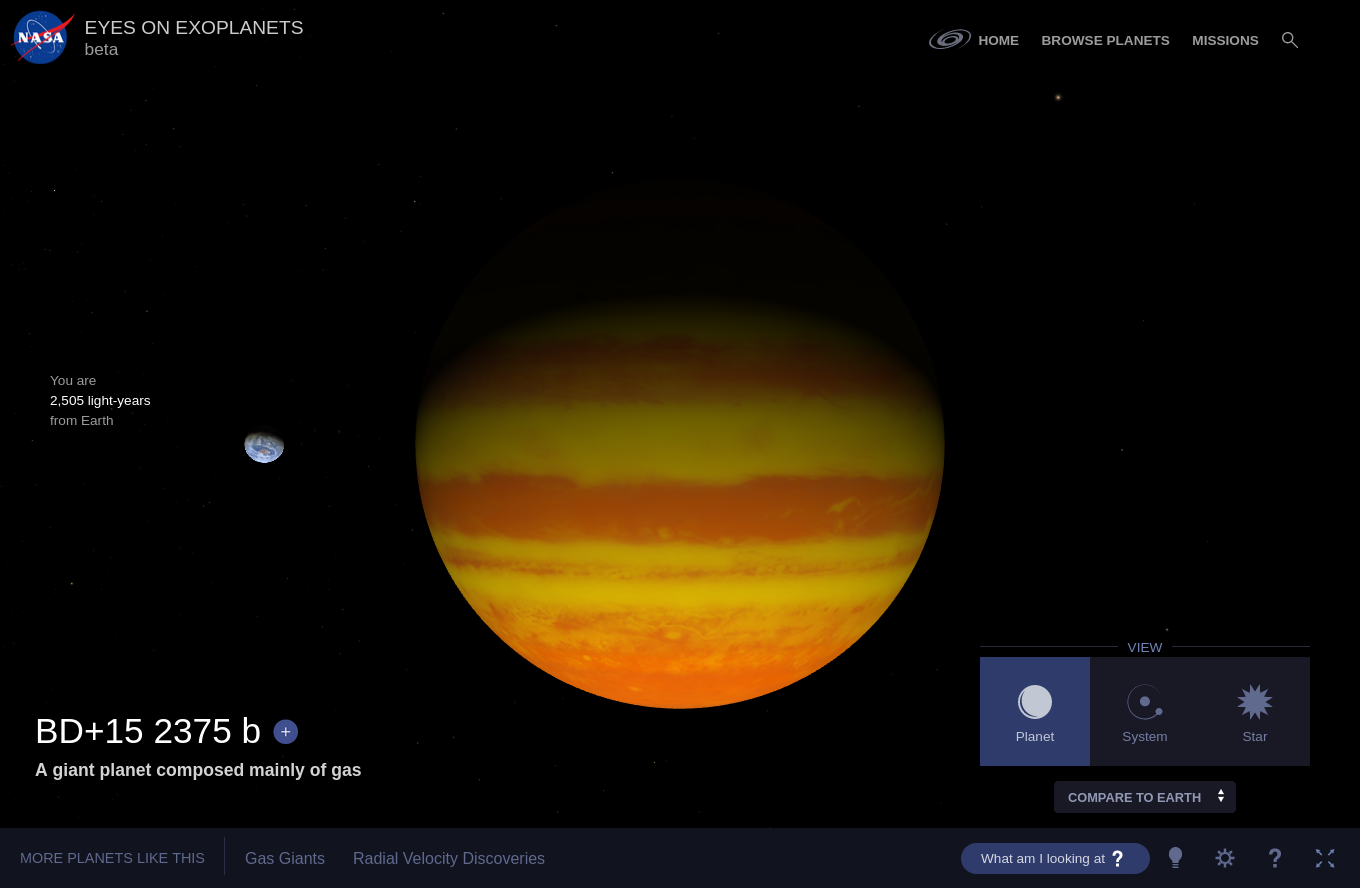 NASA
EYES ON EXOPLANETS
beta
HOME
BROWSE PLANETS
MISSIONS
You are
2,505 light-years
from Earth
BD+15 2375 b +
A giant planet composed mainly of gas
VIEW
Planet
System
Star
COMPARE TO EARTH
MORE PLANETS LIKE THIS
Gas Giants
Radial Velocity Discoveries
What am I looking at ?
?